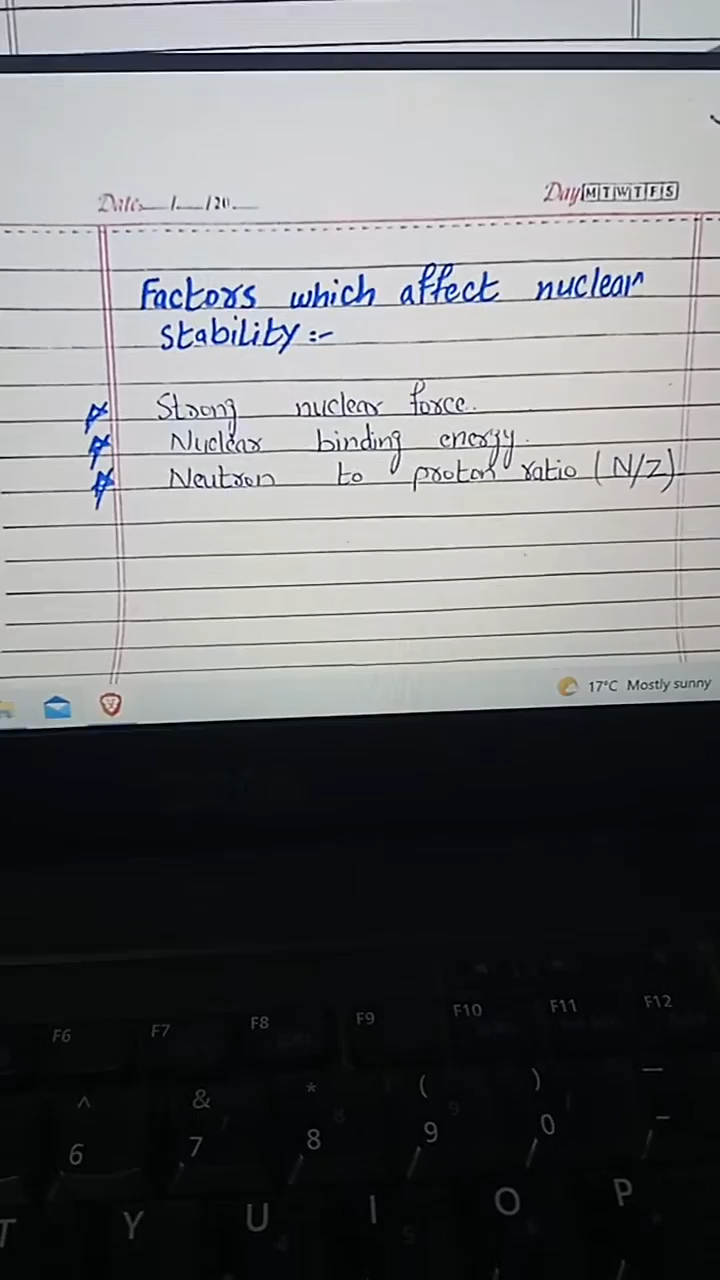 Date __/__/20__
Day M T W T F S
Factors which affect nuclear
stability :-
Strong nuclear force.
Nuclear binding energy.
Neutron to proton ratio (N/Z)
17°C Mostly sunny
F6 F7 F8 F9 F10 F11 F12
^ & * ( ) _
6 7 8 9 0 -
T Y U I O P